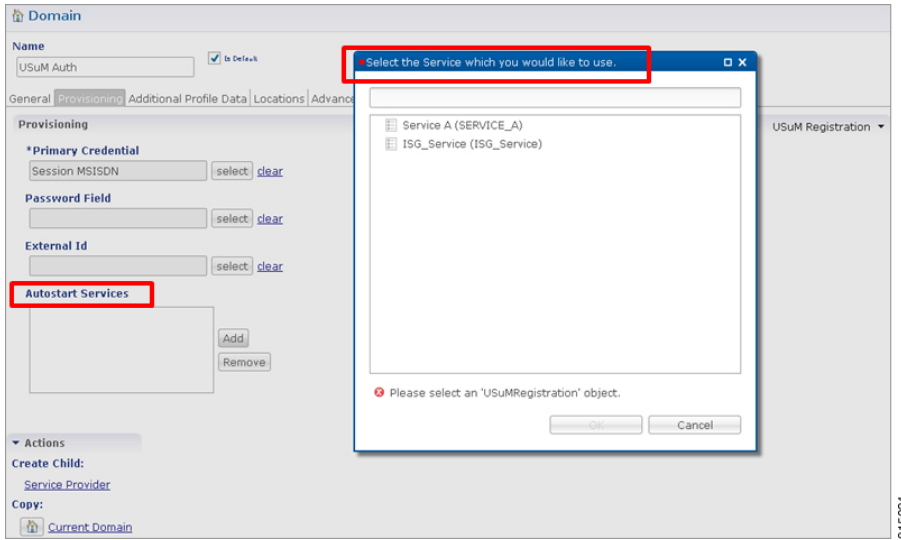 Domain
Name
USuM Auth
Is Default
General Provisioning Additional Profile Data Locations Advance
Provisioning
USuM Registration
*Primary Credential
Session MSISDN
select clear
Password Field
select clear
External Id
select clear
Autostart Services
Add
Remove
Actions
Create Child:
Service Provider
Copy:
Current Domain
*Select the Service which you would like to use.
Service A (SERVICE_A)
ISG_Service (ISG_Service)
Please select an 'USuMRegistration' object.
OK
Cancel